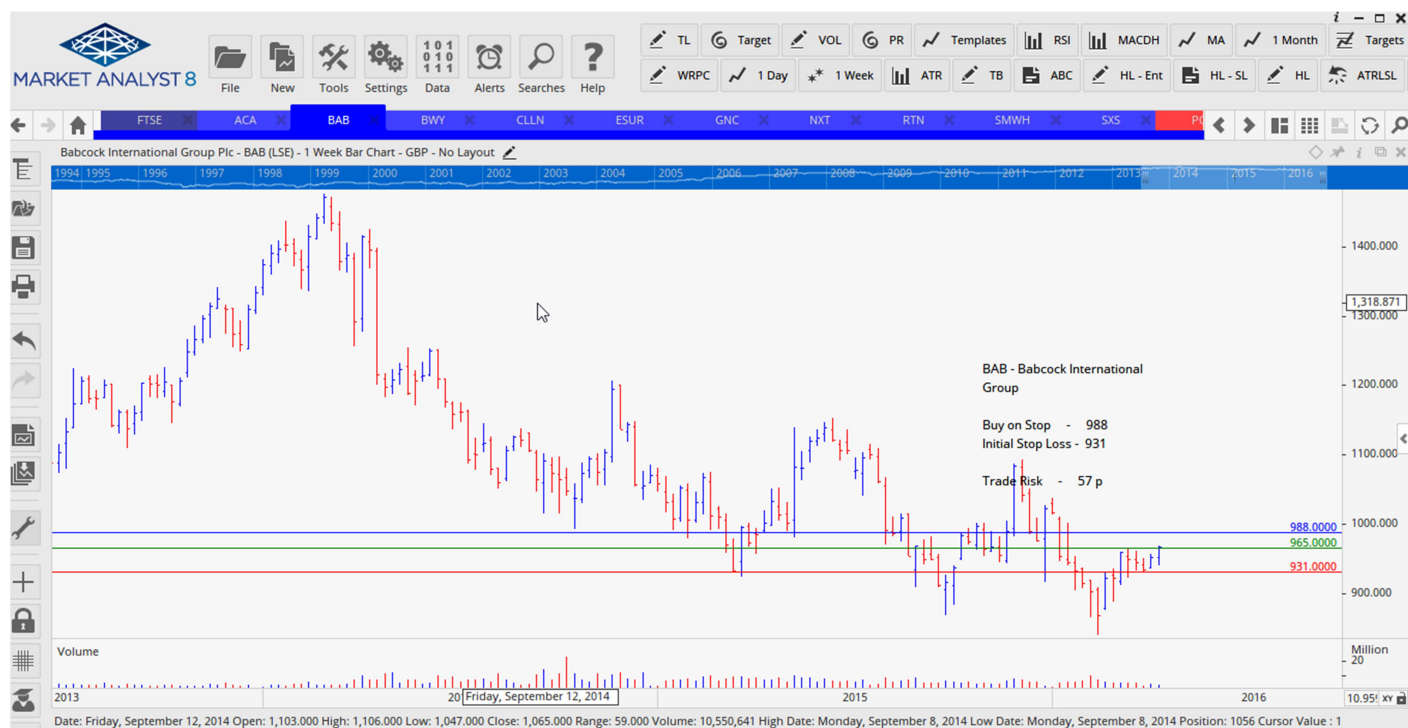 MARKET ANALYST 8
File New Tools Settings Data Alerts Searches Help
TL Target VOL PR Templates RSI MACDH MA 1 Month Targets
WRPC 1 Day 1 Week ATR TB ABC HL - Ent HL - SL HL ATRLSL
FTSE ACA BAB BWY CLLN ESUR GNC NXT RTN SMWH SXS
Babcock International Group Plc - BAB (LSE) - 1 Week Bar Chart - GBP - No Layout
1994 1995 1996 1997 1998 1999 2000 2001 2002 2003 2004 2005 2006 2007 2008 2009 2010 2011 2012 2013 2014 2015 2016
1400.000
1,318.871
1300.000
BAB - Babcock International
Group
1200.000
Buy on Stop - 988
Initial Stop Loss - 931
1100.000
Trade Risk - 57 p
1000.000
988.0000
965.0000
931.0000
900.000
Volume
Million
20
2013 20 Friday, September 12, 2014 2015 2016 10.95 XY
Date: Friday, September 12, 2014 Open: 1,103.000 High: 1,106.000 Low: 1,047.000 Close: 1,065.000 Range: 59.000 Volume: 10,550,641 High Date: Monday, September 8, 2014 Low Date: Monday, September 8, 2014 Position: 1056 Cursor Value : 1